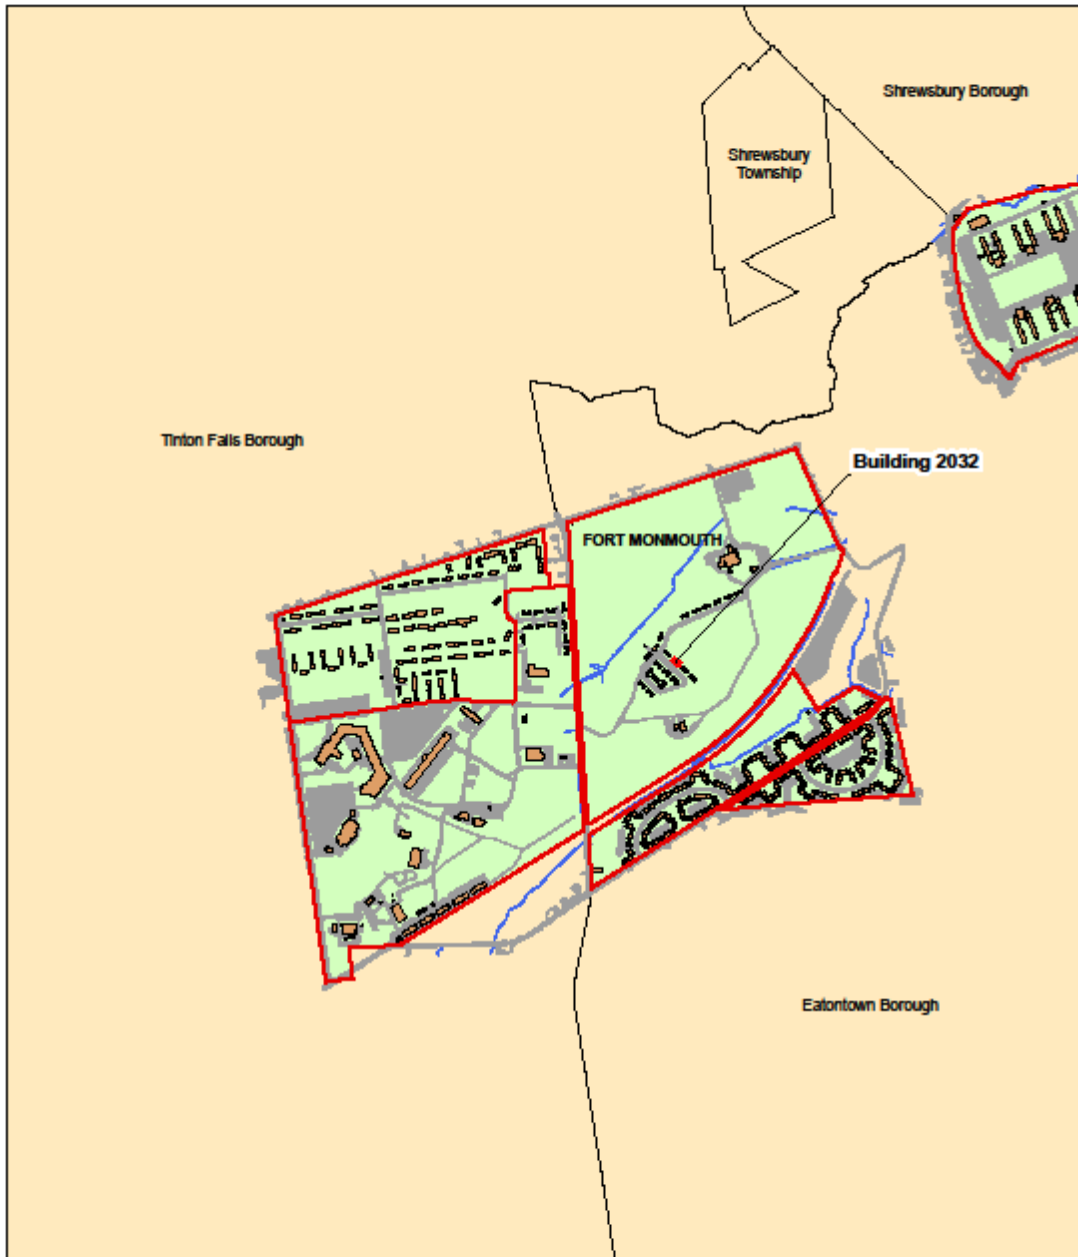 Shrewsbury Borough
Shrewsbury
Township
Tinton Falls Borough
Building 2032
FORT MONMOUTH
Eatontown Borough